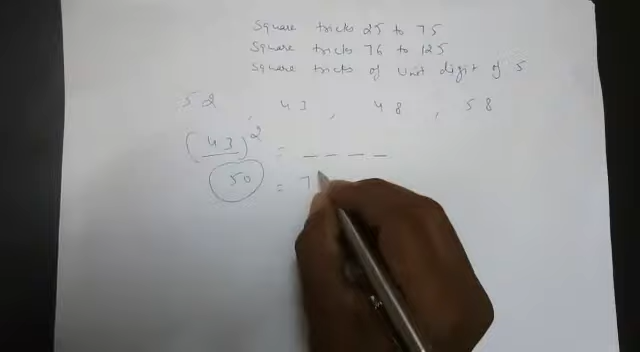 Square tricks 25 to 75
Square tricks 76 to 125
Square tricks of Unit digit of 5
52 , 43 , 48 , 58
(43)² = _ _ _ _
50 = 7